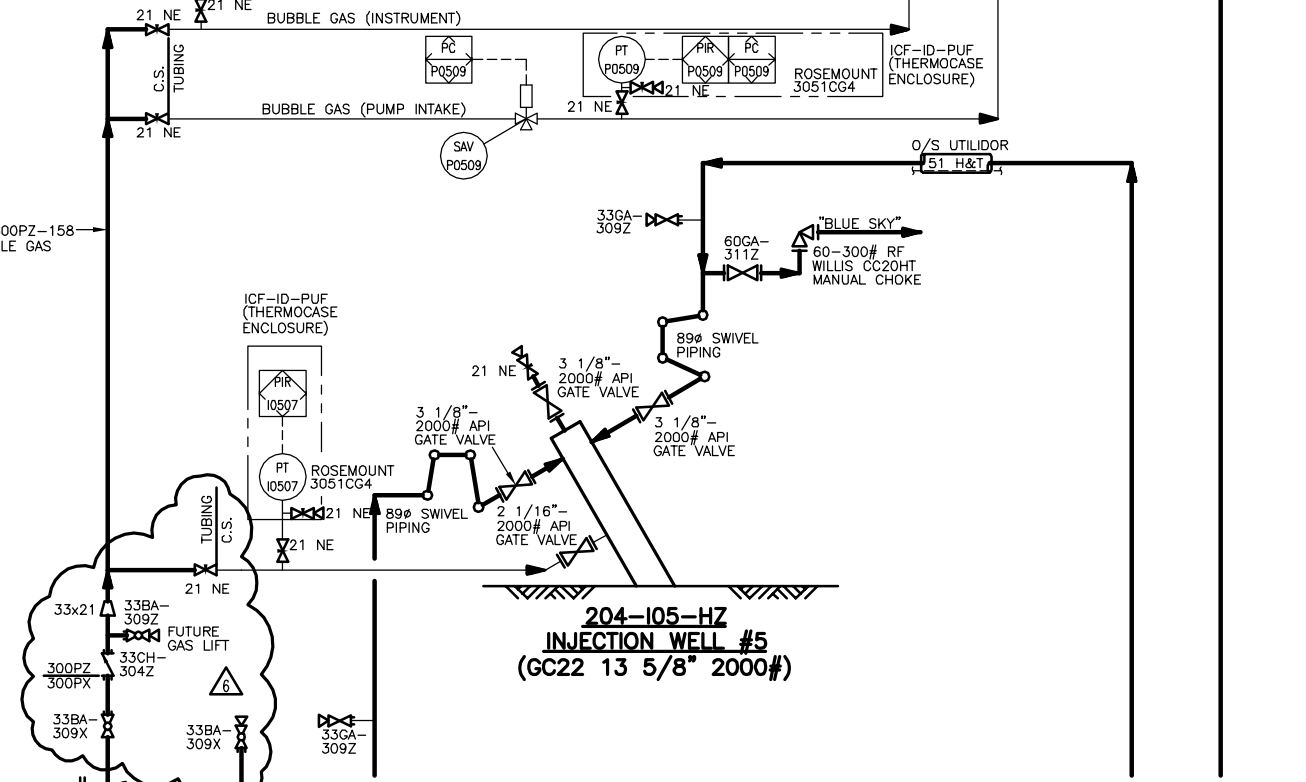 21 NE
21 NE
BUBBLE GAS (INSTRUMENT)
C.S.
TUBING
PC
P0509
PT
P0509
PIR
P0509
PC
P0509
ROSEMOUNT
3051CG4
ICF-ID-PUF
(THERMOCASE
ENCLOSURE)
21 NE
21 NE
BUBBLE GAS (PUMP INTAKE)
21 NE
SAV
P0509
O/S UTILIDOR
51 H&T
00PZ-158
LE GAS
33GA-
309Z
"BLUE SKY"
60GA-
311Z
60-300# RF
WILLIS CC20HT
MANUAL CHOKE
ICF-ID-PUF
(THERMOCASE
ENCLOSURE)
89ø SWIVEL
PIPING
21 NE
3 1/8"-
2000# API
GATE VALVE
PIR
I0507
3 1/8"-
2000# API
GATE VALVE
3 1/8"-
2000# API
GATE VALVE
PT
I0507
ROSEMOUNT
3051CG4
TUBING
C.S.
21 NE
89ø SWIVEL
PIPING
2 1/16"-
2000# API
GATE VALVE
21 NE
21 NE
33x21
33BA-
309Z
FUTURE
GAS LIFT
204-I05-HZ
INJECTION WELL #5
(GC22 13 5/8" 2000#)
300PZ
300PX
33CH-
304Z
6
33BA-
309X
33BA-
309X
33GA-
309Z